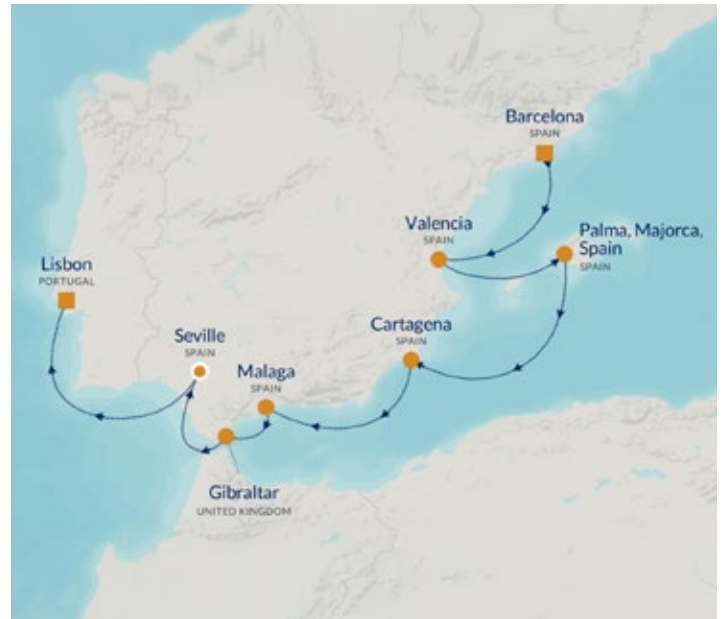 Barcelona
SPAIN
Valencia
SPAIN
Palma, Majorca,
Spain
SPAIN
Lisbon
PORTUGAL
Cartagena
SPAIN
Seville
SPAIN
Malaga
SPAIN
Gibraltar
UNITED KINGDOM